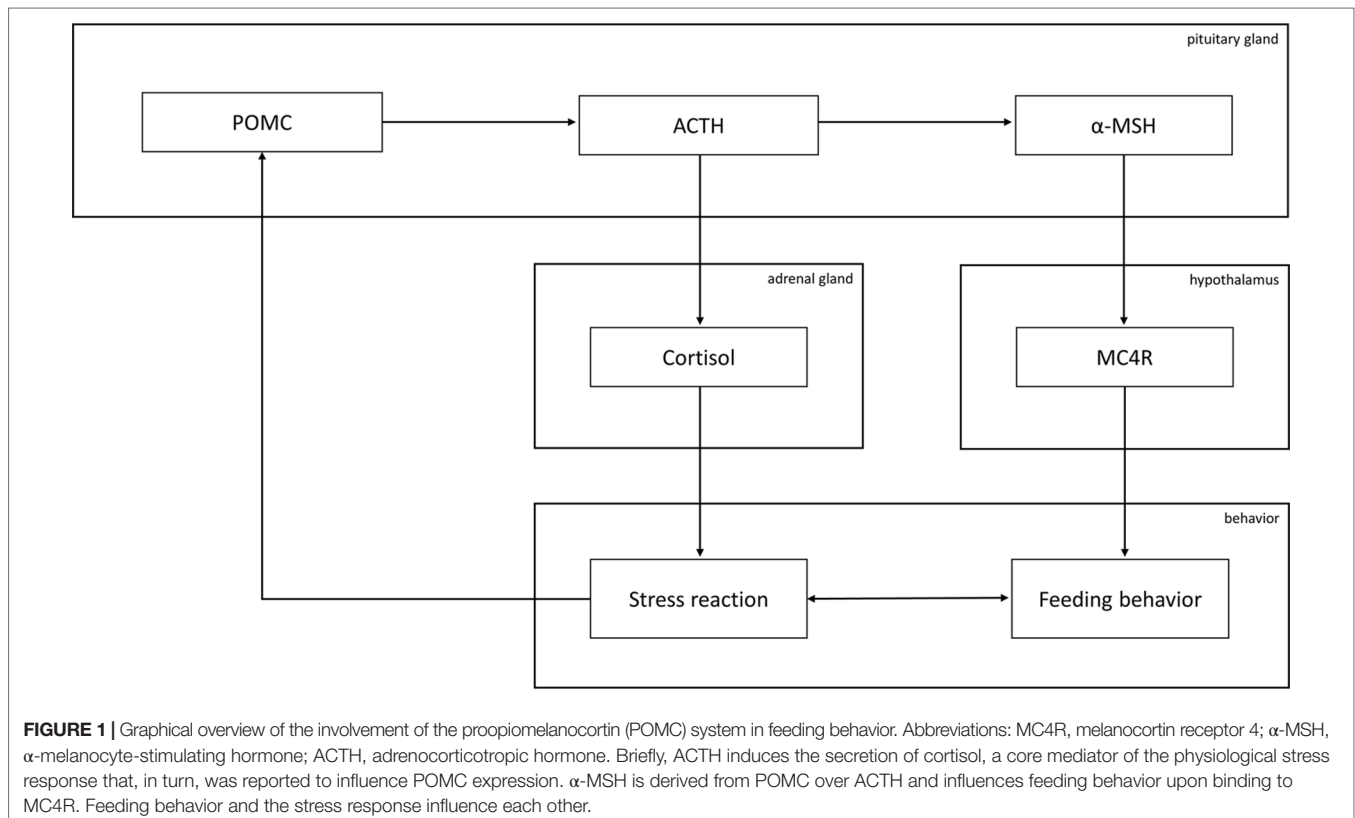 pituitary gland
POMC
ACTH
α-MSH
adrenal gland
hypothalamus
Cortisol
MC4R
behavior
Stress reaction
Feeding behavior
FIGURE 1 | Graphical overview of the involvement of the proopiomelanocortin (POMC) system in feeding behavior. Abbreviations: MC4R, melanocortin receptor 4; α-MSH,
α-melanocyte-stimulating hormone; ACTH, adrenocorticotropic hormone. Briefly, ACTH induces the secretion of cortisol, a core mediator of the physiological stress
response that, in turn, was reported to influence POMC expression. α-MSH is derived from POMC over ACTH and influences feeding behavior upon binding to
MC4R. Feeding behavior and the stress response influence each other.